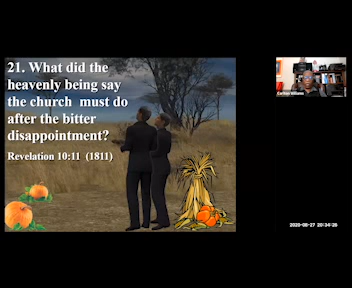 21. What did the
heavenly being say
the church must do
after the bitter
disappointment?
Revelation 10:11 (1811)
2020-08-27 20:34:25